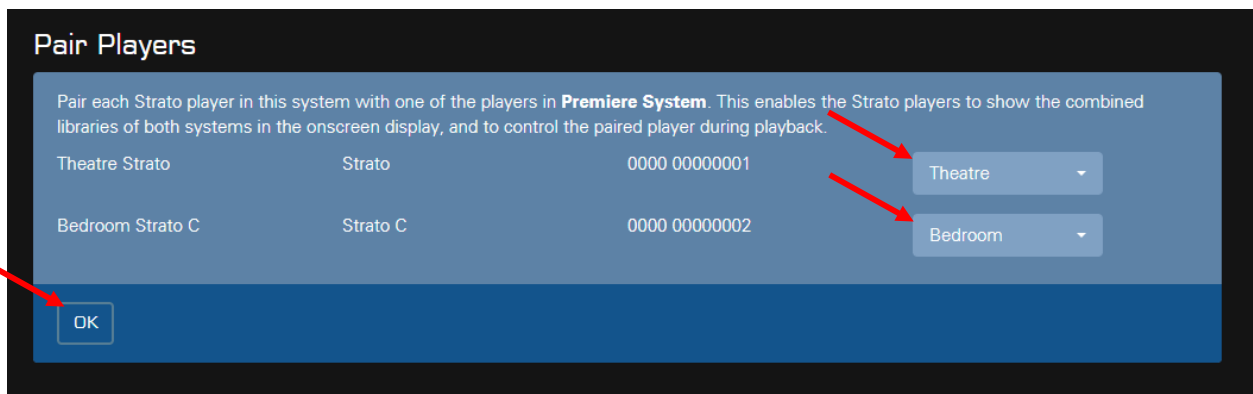 Pair Players
Pair each Strato player in this system with one of the players in Premiere System. This enables the Strato players to show the combined
libraries of both systems in the onscreen display, and to control the paired player during playback.
Theatre Strato Strato 0000 00000001 Theatre
Bedroom Strato C Strato C 0000 00000002 Bedroom
OK